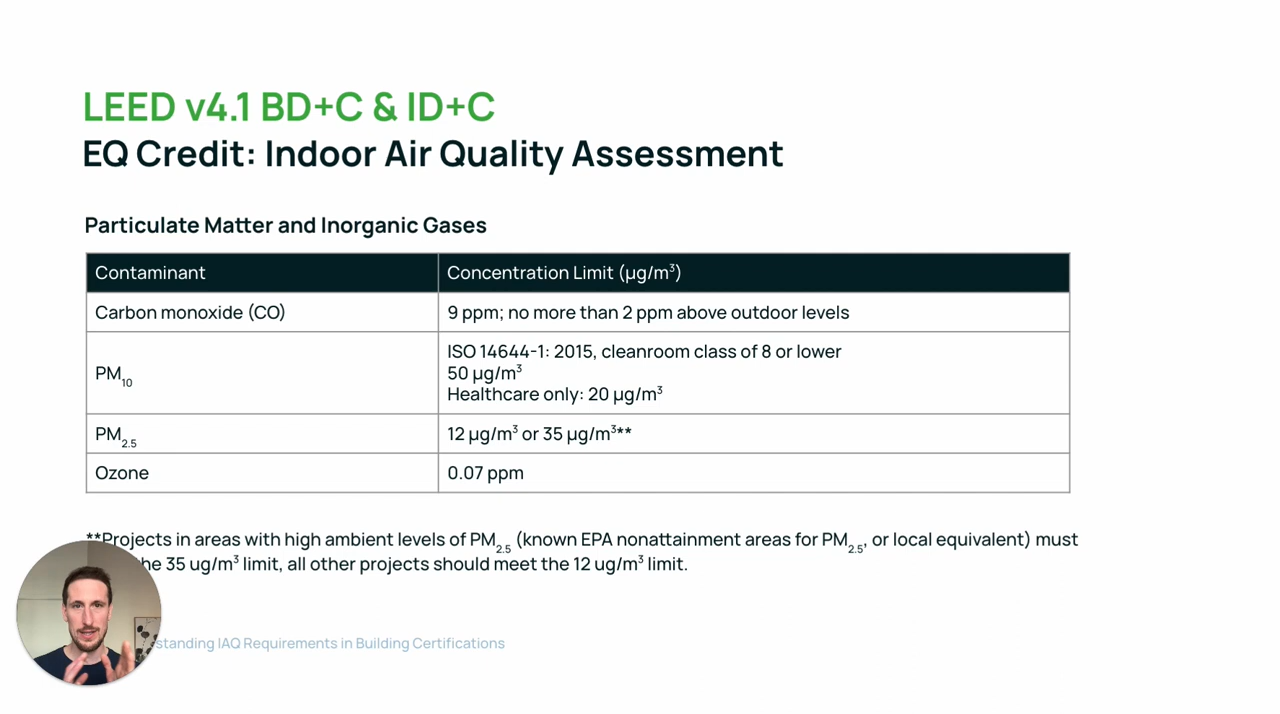 LEED v4.1 BD+C & ID+C
EQ Credit: Indoor Air Quality Assessment
Particulate Matter and Inorganic Gases
Contaminant
Concentration Limit (µg/m³)
Carbon monoxide (CO)
9 ppm; no more than 2 ppm above outdoor levels
PM₁₀
ISO 14644-1: 2015, cleanroom class of 8 or lower
50 µg/m³
Healthcare only: 20 µg/m³
PM₂.₅
12 µg/m³ or 35 µg/m³**
Ozone
0.07 ppm
**Projects in areas with high ambient levels of PM₂.₅ (known EPA nonattainment areas for PM₂.₅, or local equivalent) must
35 ug/m³ limit, all other projects should meet the 12 ug/m³ limit.
IAQ Requirements in Building Certifications